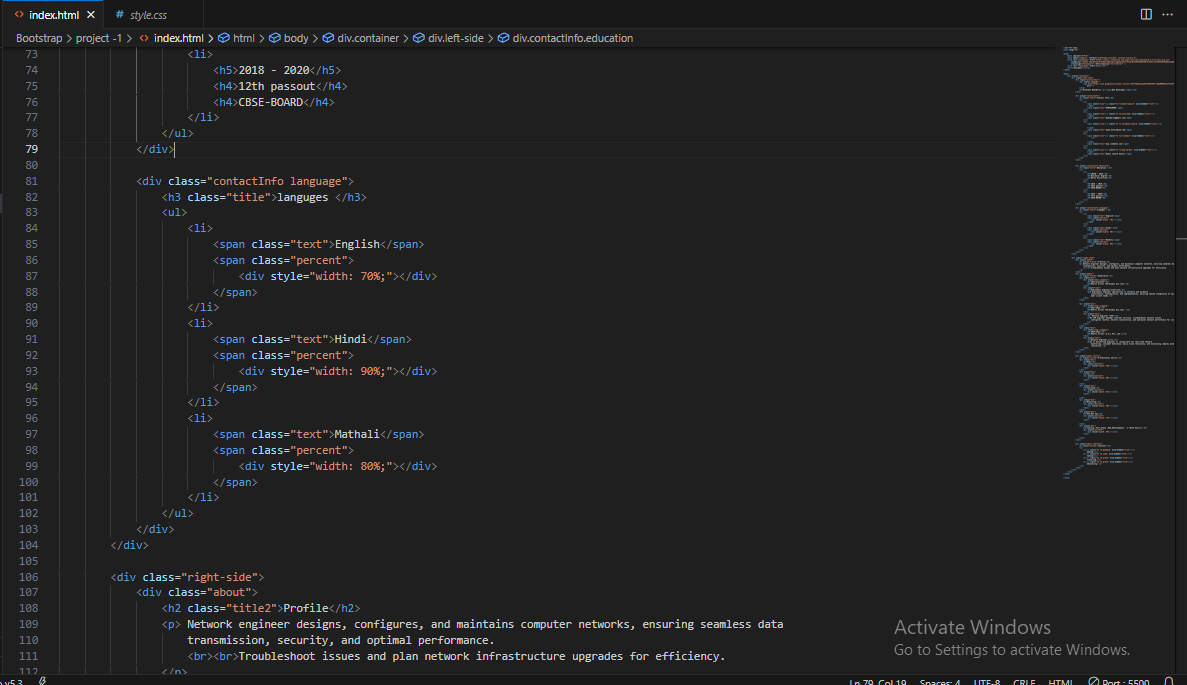 index.html
style.css
Bootstrap > project -1 > index.html > html > body > div.container > div.left-side > div.contactInfo.education
73 <li>
74 <h5>2018 - 2020</h5>
75 <h4>12th passout</h4>
76 <h4>CBSE-BOARD</h4>
77 </li>
78 </ul>
79 </div>
80
81 <div class="contactInfo language">
82 <h3 class="title">languges </h3>
83 <ul>
84 <li>
85 <span class="text">English</span>
86 <span class="percent">
87 <div style="width: 70%;"></div>
88 </span>
89 </li>
90 <li>
91 <span class="text">Hindi</span>
92 <span class="percent">
93 <div style="width: 90%;"></div>
94 </span>
95 </li>
96 <li>
97 <span class="text">Mathali</span>
98 <span class="percent">
99 <div style="width: 80%;"></div>
100 </span>
101 </li>
102 </ul>
103 </div>
104 </div>
105
106 <div class="right-side">
107 <div class="about">
108 <h2 class="title2">Profile</h2>
109 <p> Network engineer designs, configures, and maintains computer networks, ensuring seamless data
110 transmission, security, and optimal performance.
111 <br><br>Troubleshoot issues and plan network infrastructure upgrades for efficiency.
112 </p>
Activate Windows
Go to Settings to activate Windows.
v5.3 Ln 79, Col 19 Spaces: 4 UTF-8 CRLF HTML Port : 5500